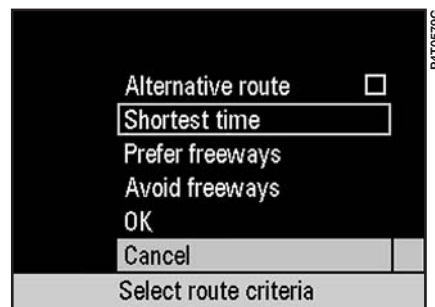 Alternative route
Shortest time
Prefer freeways
Avoid freeways
OK
Cancel
Select route criteria